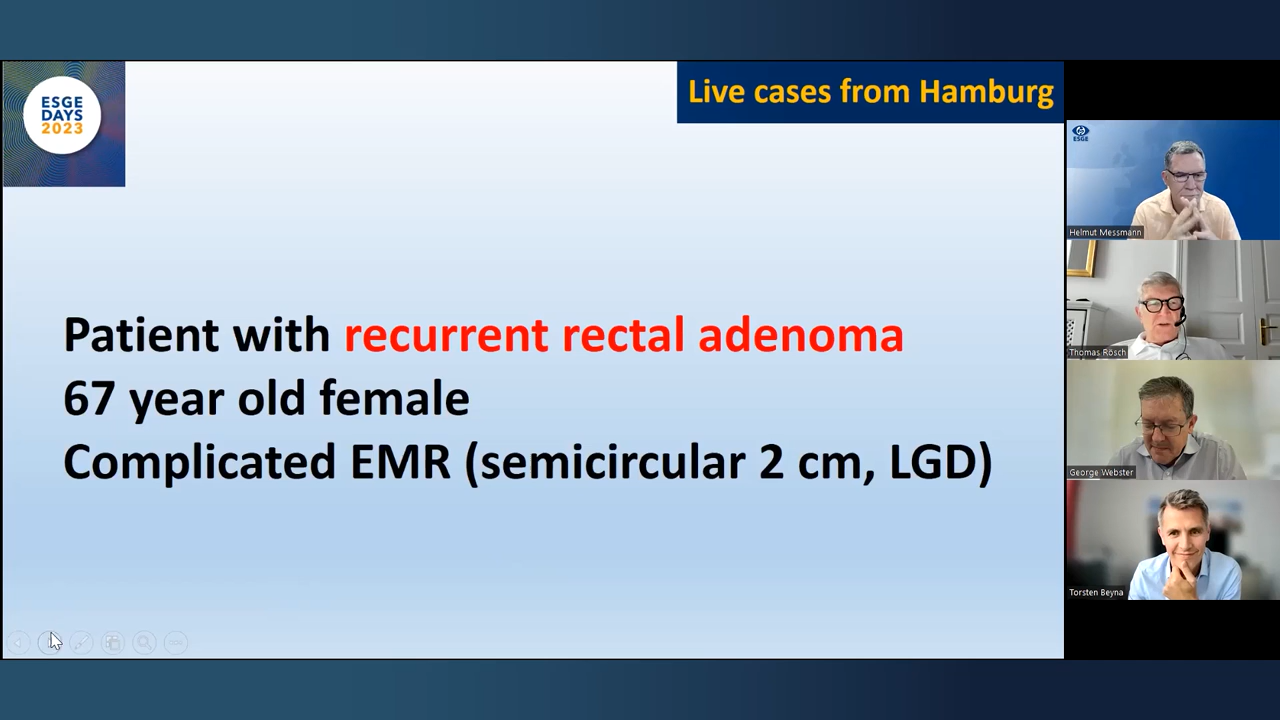 ESGE
DAYS
2023
Live cases from Hamburg
Patient with recurrent rectal adenoma
67 year old female
Complicated EMR (semicircular 2 cm, LGD)
ESGE
Helmut Messmann
Thomas Rösch
George Webster
Torsten Beyna